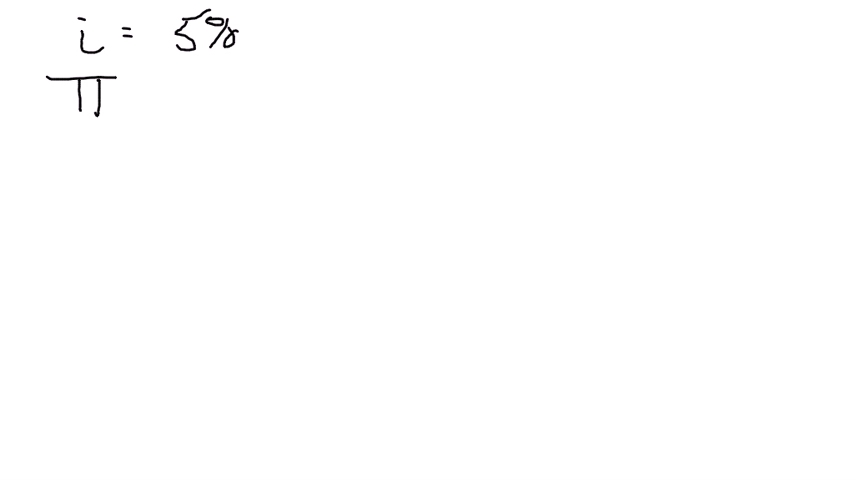 i = 5%
π